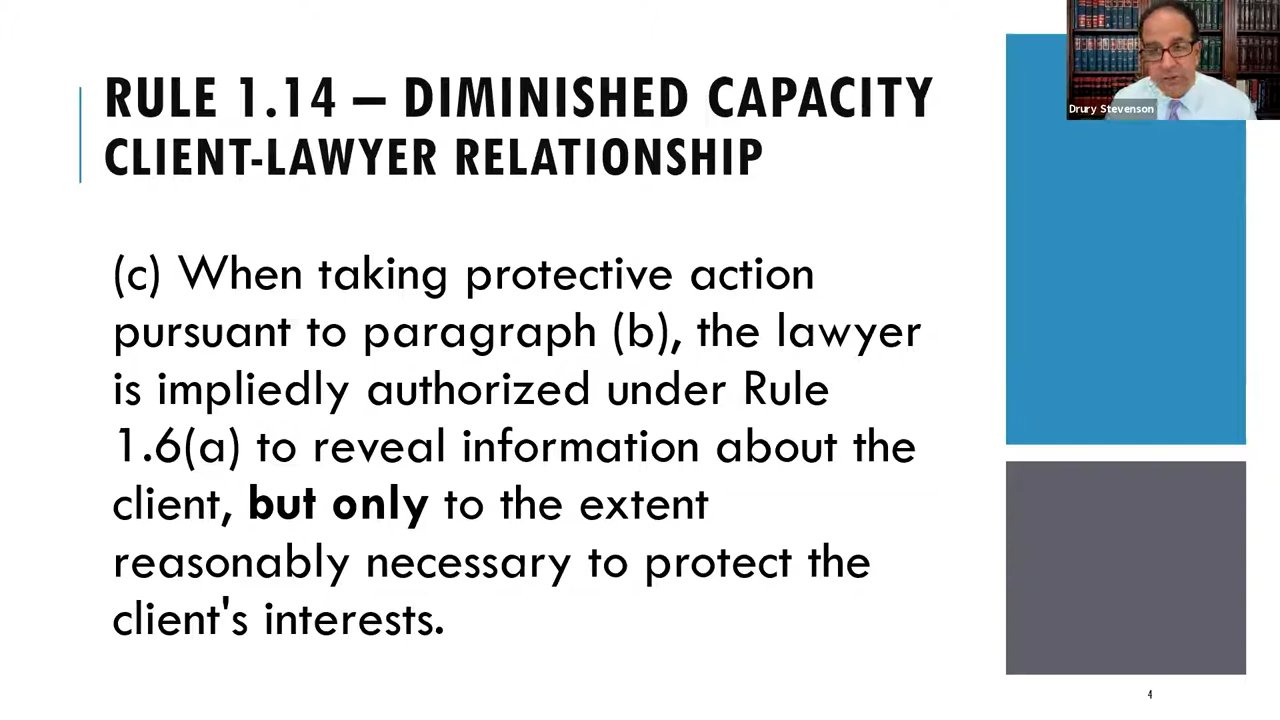 RULE 1.14 – DIMINISHED CAPACITY
CLIENT-LAWYER RELATIONSHIP
Drury Stevenson
(c) When taking protective action
pursuant to paragraph (b), the lawyer
is impliedly authorized under Rule
1.6(a) to reveal information about the
client, but only to the extent
reasonably necessary to protect the
client's interests.
4